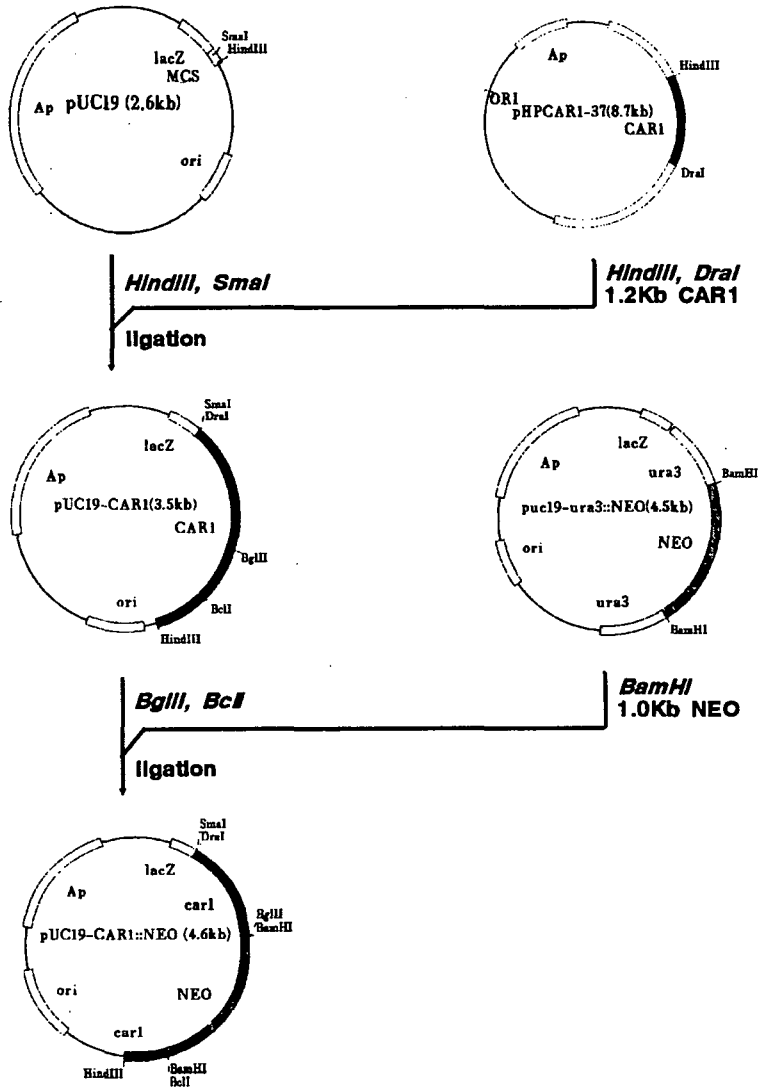 SmaI
HindIII
lacZ
MCS
Ap
pUC19 (2.6kb)
ori
Ap
HindIII
ORI
pHPCAR1-37(8.7kb)
CAR1
DraI
HindIII, SmaI
ligation
HindIII, DraI
1.2Kb CAR1
SmaI
DraI
lacZ
Ap
pUC19-CAR1(3.5kb)
CAR1
BglII
BclI
ori
HindIII
lacZ
ura3
Ap
BamHI
puc19-ura3::NEO(4.5kb)
ori
NEO
ura3
BamHI
BglII, BclI
ligation
BamHI
1.0Kb NEO
SmaI
DraI
lacZ
Ap
car1
BglII
BamHI
pUC19-CAR1::NEO (4.6kb)
ori
NEO
car1
HindIII
BamHI
BclI